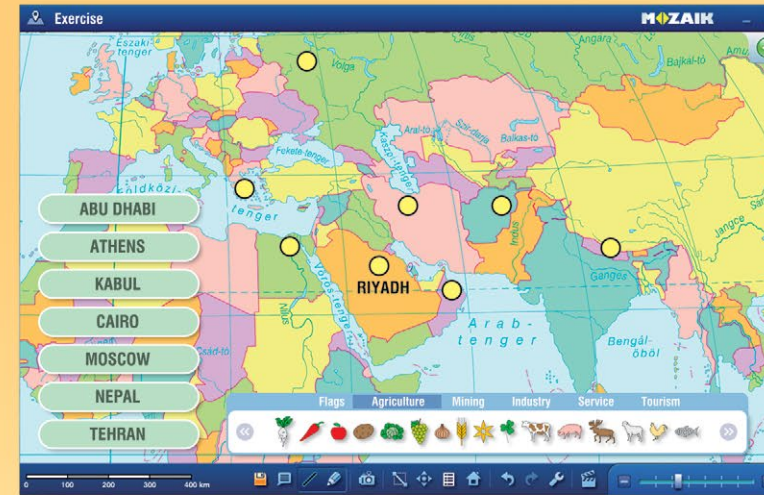 Exercise
MOZAIK
Északi-
tenger
Volga
Angara
Bajkál-tó
Amu
Aral-tó
Szir-darja
Balkas-tó
Fekete-tenger
Kaszpi-tenger
Földközi-
tenger
ABU DHABI
ATHENS
KABUL
CAIRO
MOSCOW
NEPAL
TEHRAN
RIYADH
Indus
Gangesz
Jangce
Nílus
Vörös-tenger
Csád-tó
Arab-
tenger
Bengál-
öböl
Flags Agriculture Mining Industry Service Tourism
0 100 200 300 400 km